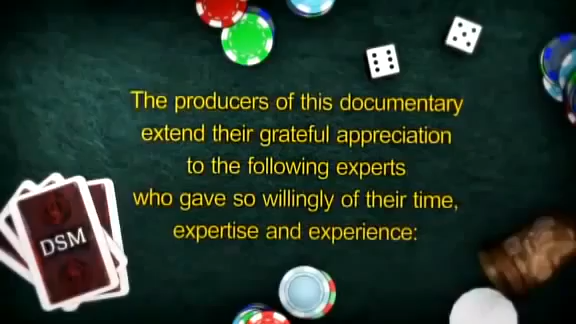 The producers of this documentary
extend their grateful appreciation
to the following experts
who gave so willingly of their time,
expertise and experience:
DSM